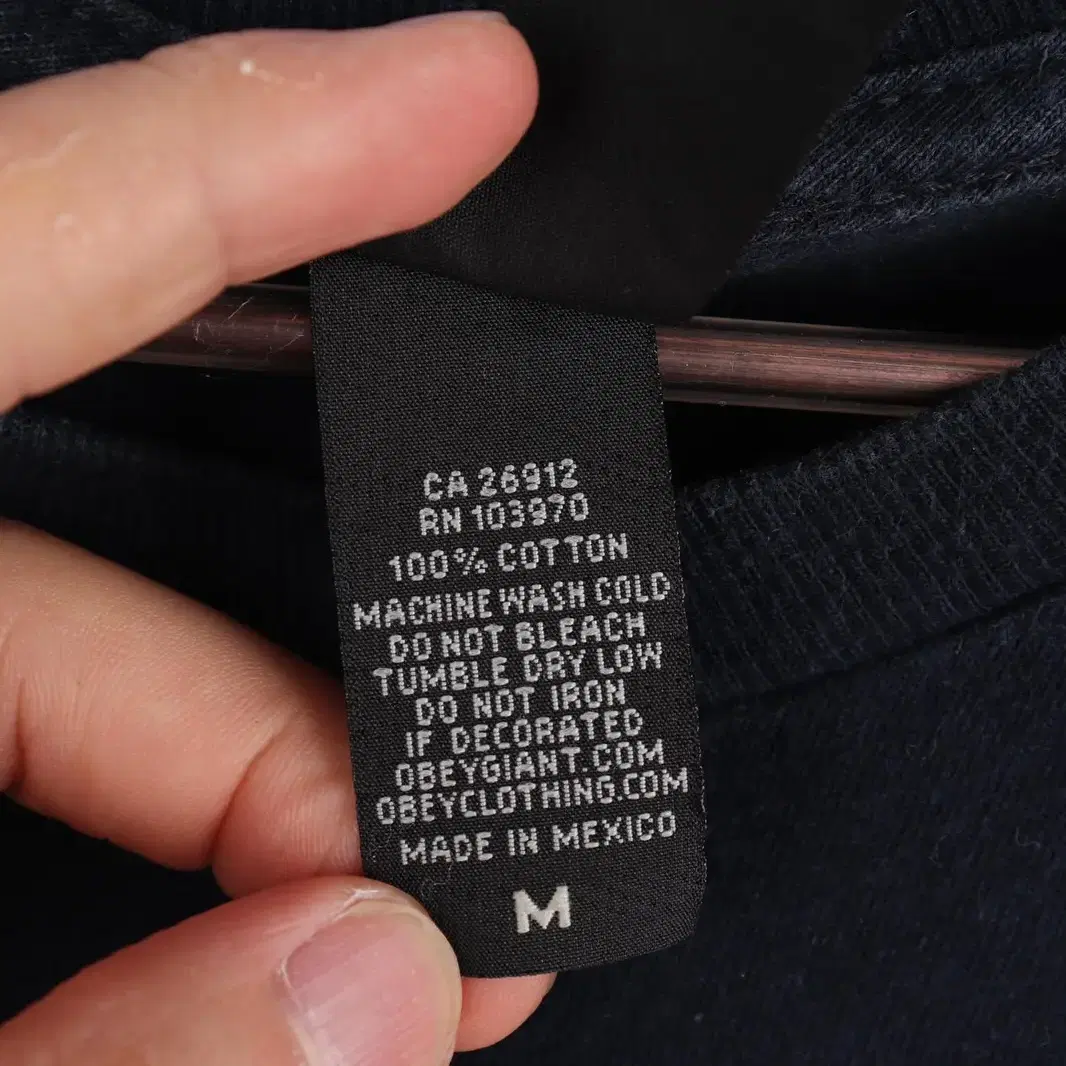 CA 26912
RN 103970
100% COTTON
MACHINE WASH COLD
DO NOT BLEACH
TUMBLE DRY LOW
DO NOT IRON
IF DECORATED
OBEYGIANT.COM
OBEYCLOTHING.COM
MADE IN MEXICO
M